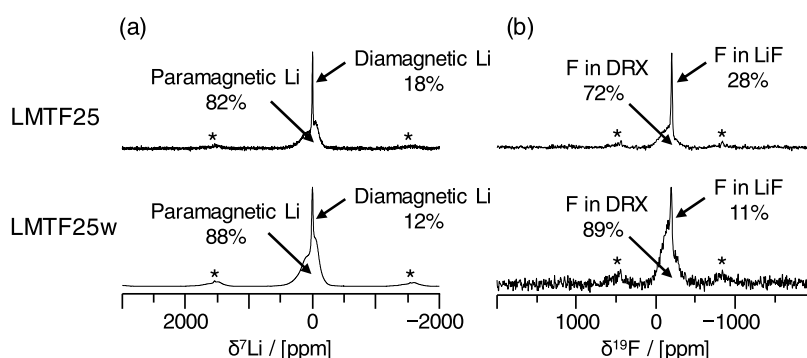 (a)
(b)
LMTF25
Paramagnetic Li
82%
Diamagnetic Li
18%
*
*
F in DRX
72%
F in LiF
28%
*
*
LMTF25w
Paramagnetic Li
88%
Diamagnetic Li
12%
*
*
F in DRX
89%
F in LiF
11%
*
*
2000 0 −2000
δ⁷Li / [ppm]
1000 0 −1000
δ¹⁹F / [ppm]